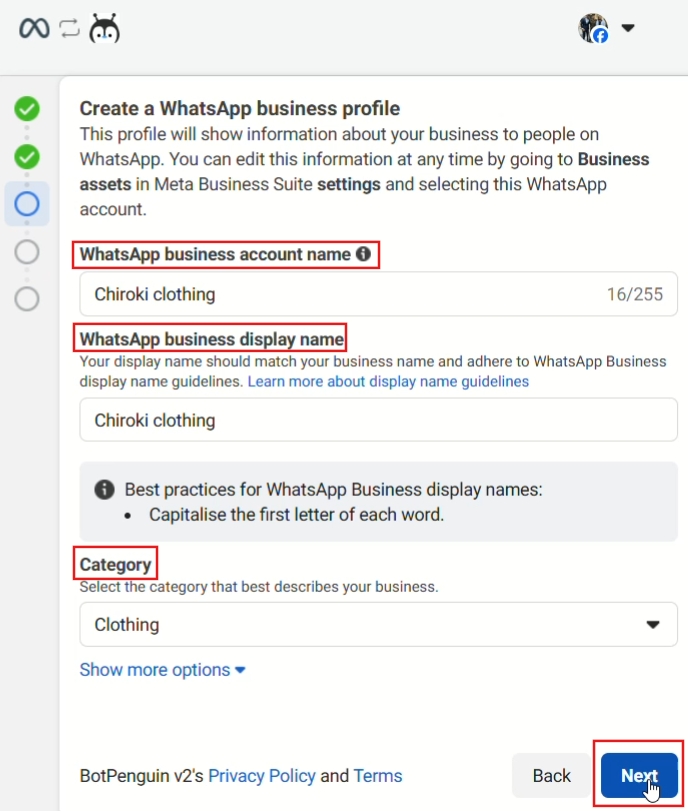 Create a WhatsApp business profile
This profile will show information about your business to people on
WhatsApp. You can edit this information at any time by going to Business
assets in Meta Business Suite settings and selecting this WhatsApp
account.
WhatsApp business account name
Chiroki clothing 16/255
WhatsApp business display name
Your display name should match your business name and adhere to WhatsApp Business
display name guidelines. Learn more about display name guidelines
Chiroki clothing
Best practices for WhatsApp Business display names:
• Capitalise the first letter of each word.
Category
Select the category that best describes your business.
Clothing
Show more options
BotPenguin v2's Privacy Policy and Terms Back Next